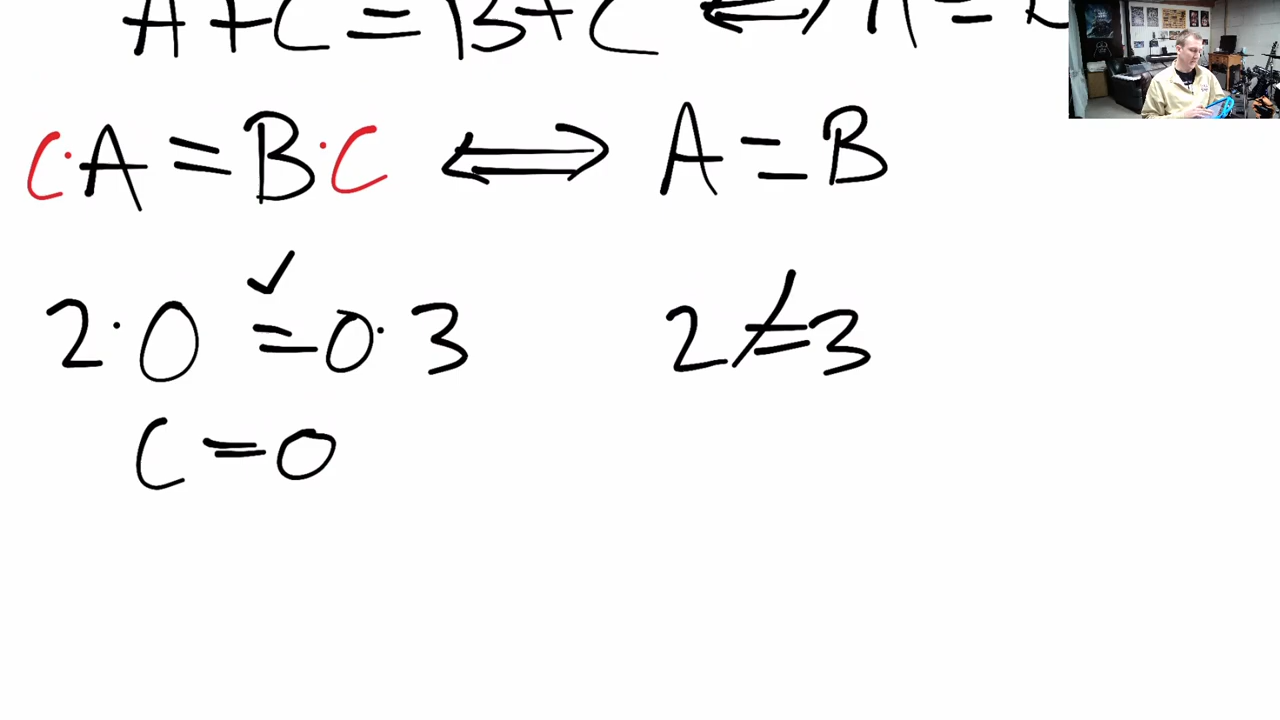 A+C=B+C ⟺ A=B
C·A=B·C ⟺ A=B
✓
2·0=0·3 2≠3
C=0